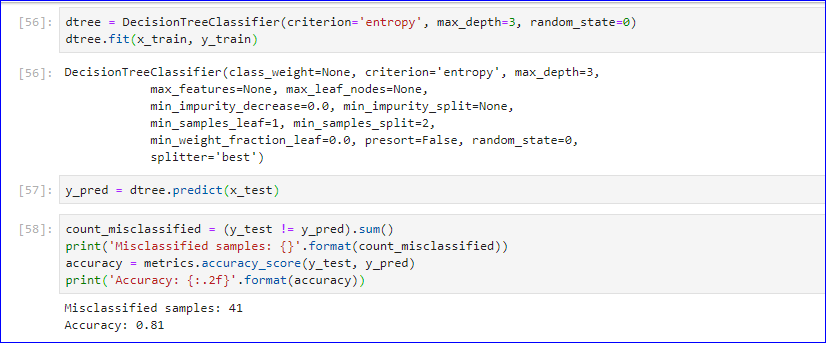 [56]: dtree = DecisionTreeClassifier(criterion='entropy', max_depth=3, random_state=0)
dtree.fit(x_train, y_train)
[56]: DecisionTreeClassifier(class_weight=None, criterion='entropy', max_depth=3,
max_features=None, max_leaf_nodes=None,
min_impurity_decrease=0.0, min_impurity_split=None,
min_samples_leaf=1, min_samples_split=2,
min_weight_fraction_leaf=0.0, presort=False, random_state=0,
splitter='best')
[57]: y_pred = dtree.predict(x_test)
[58]: count_misclassified = (y_test != y_pred).sum()
print('Misclassified samples: {}'.format(count_misclassified))
accuracy = metrics.accuracy_score(y_test, y_pred)
print('Accuracy: {:.2f}'.format(accuracy))
Misclassified samples: 41
Accuracy: 0.81